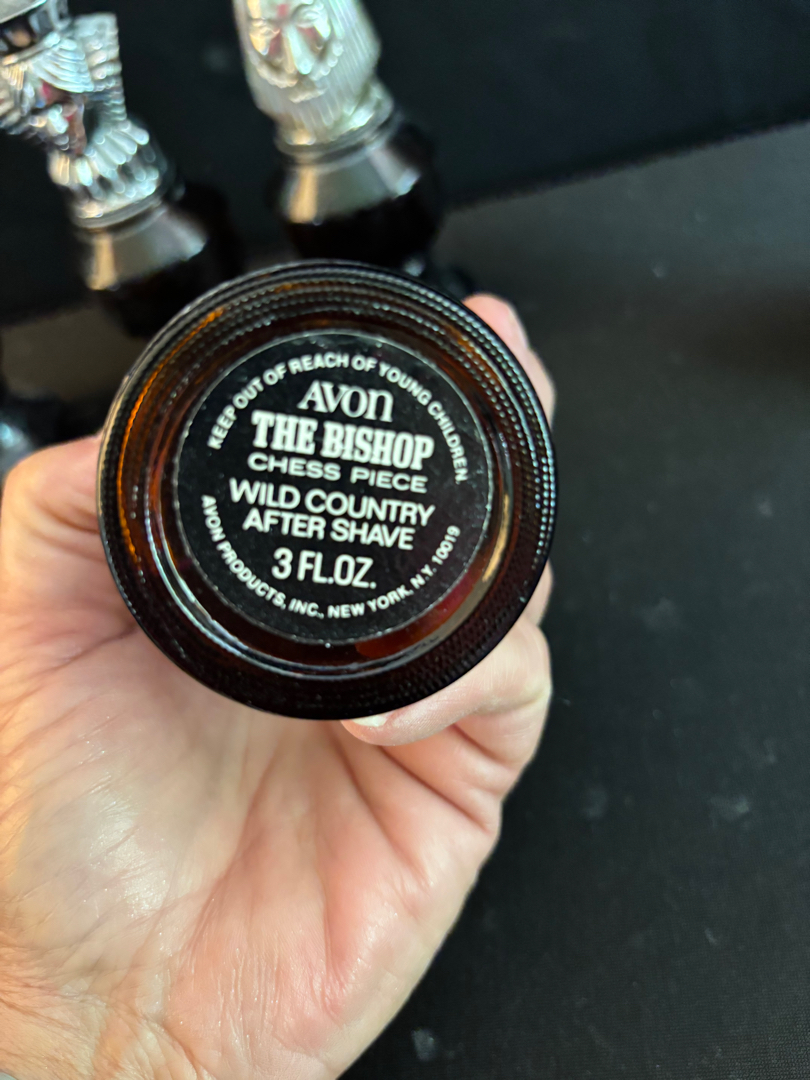 KEEP OUT OF REACH OF YOUNG CHILDREN.
AVON
THE BISHOP
CHESS PIECE
WILD COUNTRY
AFTER SHAVE
3 FL.OZ.
AVON PRODUCTS, INC., NEW YORK, N.Y. 10019